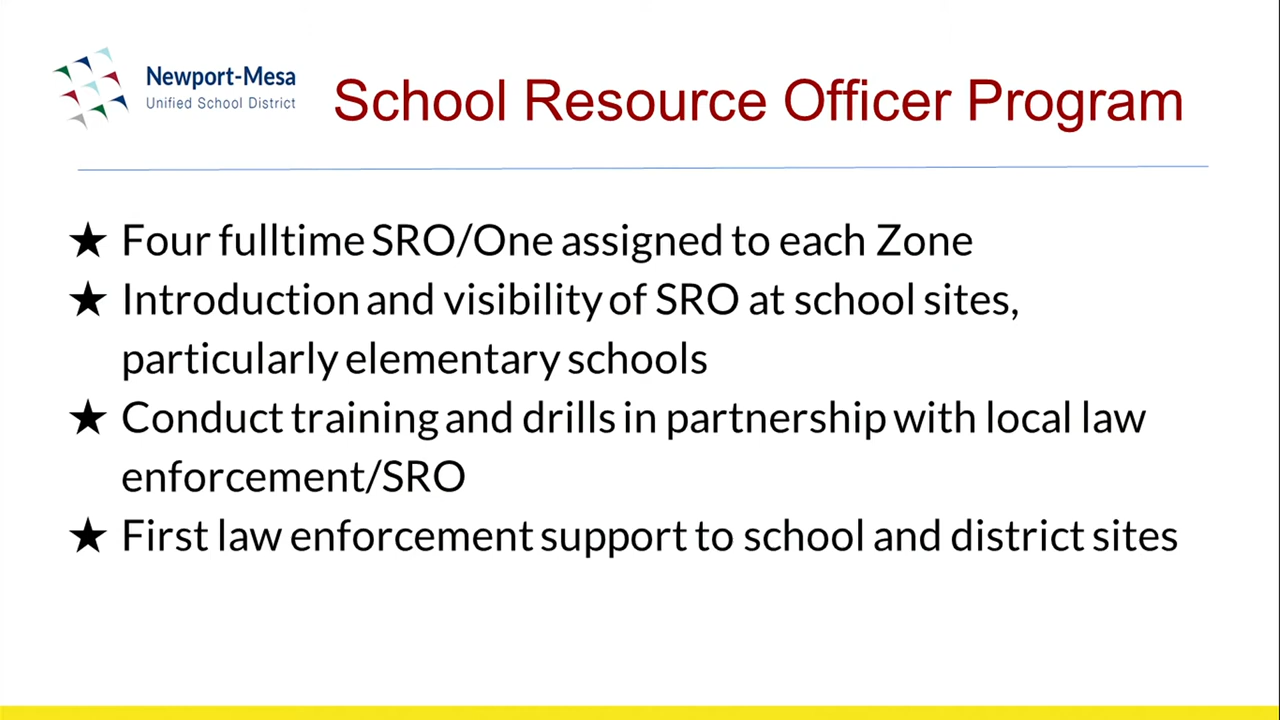 Newport-Mesa
Unified School District
School Resource Officer Program
★ Four fulltime SRO/One assigned to each Zone
★ Introduction and visibility of SRO at school sites,
particularly elementary schools
★ Conduct training and drills in partnership with local law
enforcement/SRO
★ First law enforcement support to school and district sites